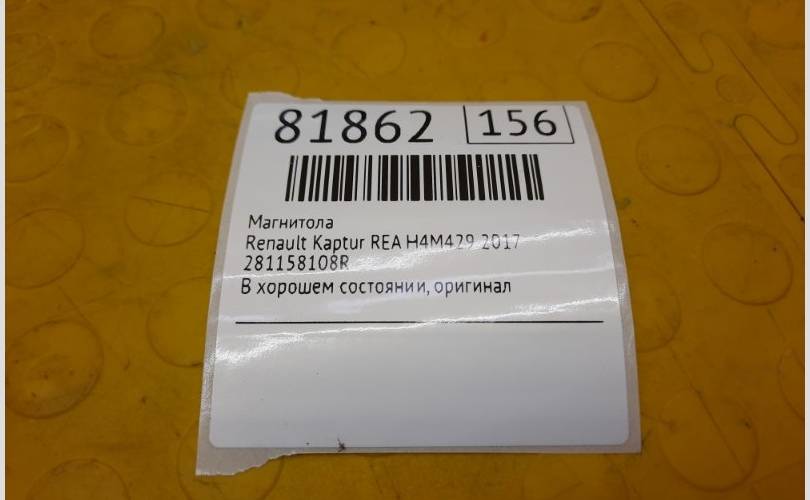 81862 156
Магнитола
Renault Kaptur REA H4M429 2017
281158108R
В хорошем состоянии, оригинал